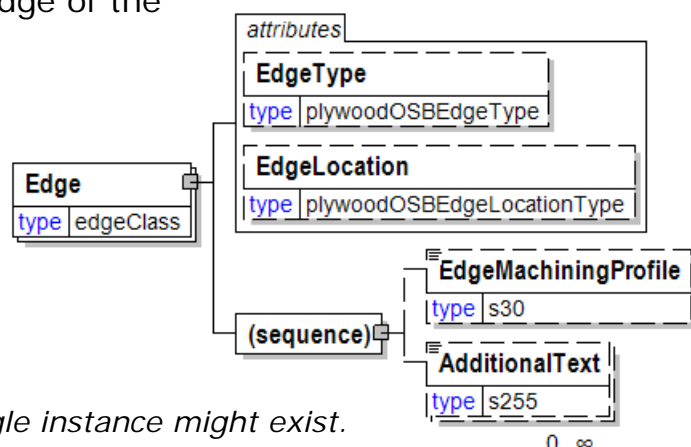 dge of the
attributes
EdgeType
type plywoodOSBEdgeType
EdgeLocation
type plywoodOSBEdgeLocationType
Edge
type edgeClass
EdgeMachiningProfile
type s30
(sequence)
AdditionalText
type s255
gle instance might exist.
0 ∞